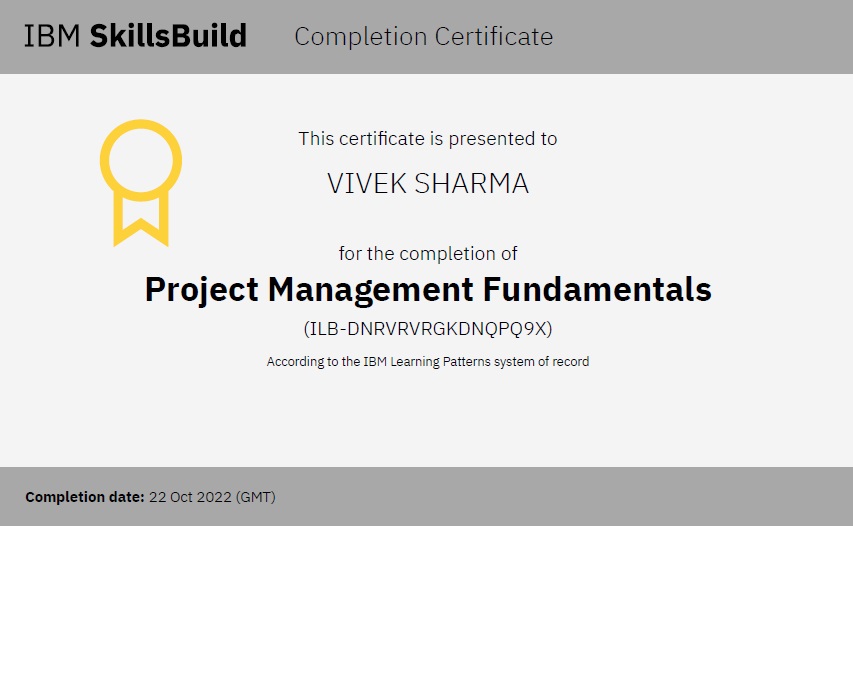 IBM SkillsBuild Completion Certificate
This certificate is presented to
VIVEK SHARMA
for the completion of
Project Management Fundamentals
(ILB-DNRVRVRGKDNQPQ9X)
According to the IBM Learning Patterns system of record
Completion date: 22 Oct 2022 (GMT)